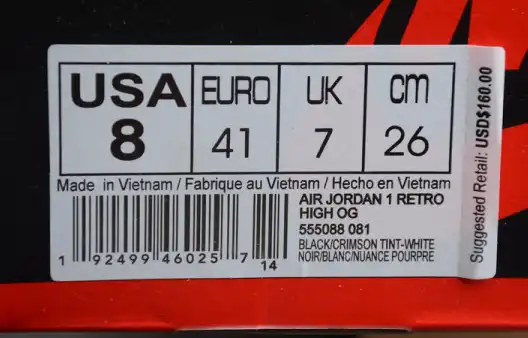 USA EURO UK cm
8 41 7 26
Made in Vietnam / Fabrique au Vietnam / Hecho en Vietnam
AIR JORDAN 1 RETRO
HIGH OG
555088 081
BLACK/CRIMSON TINT-WHITE
NOIR/BLANC/NUANCE POURPRE
1 92499 46025 7 14
Suggested Retail: USD$160.00